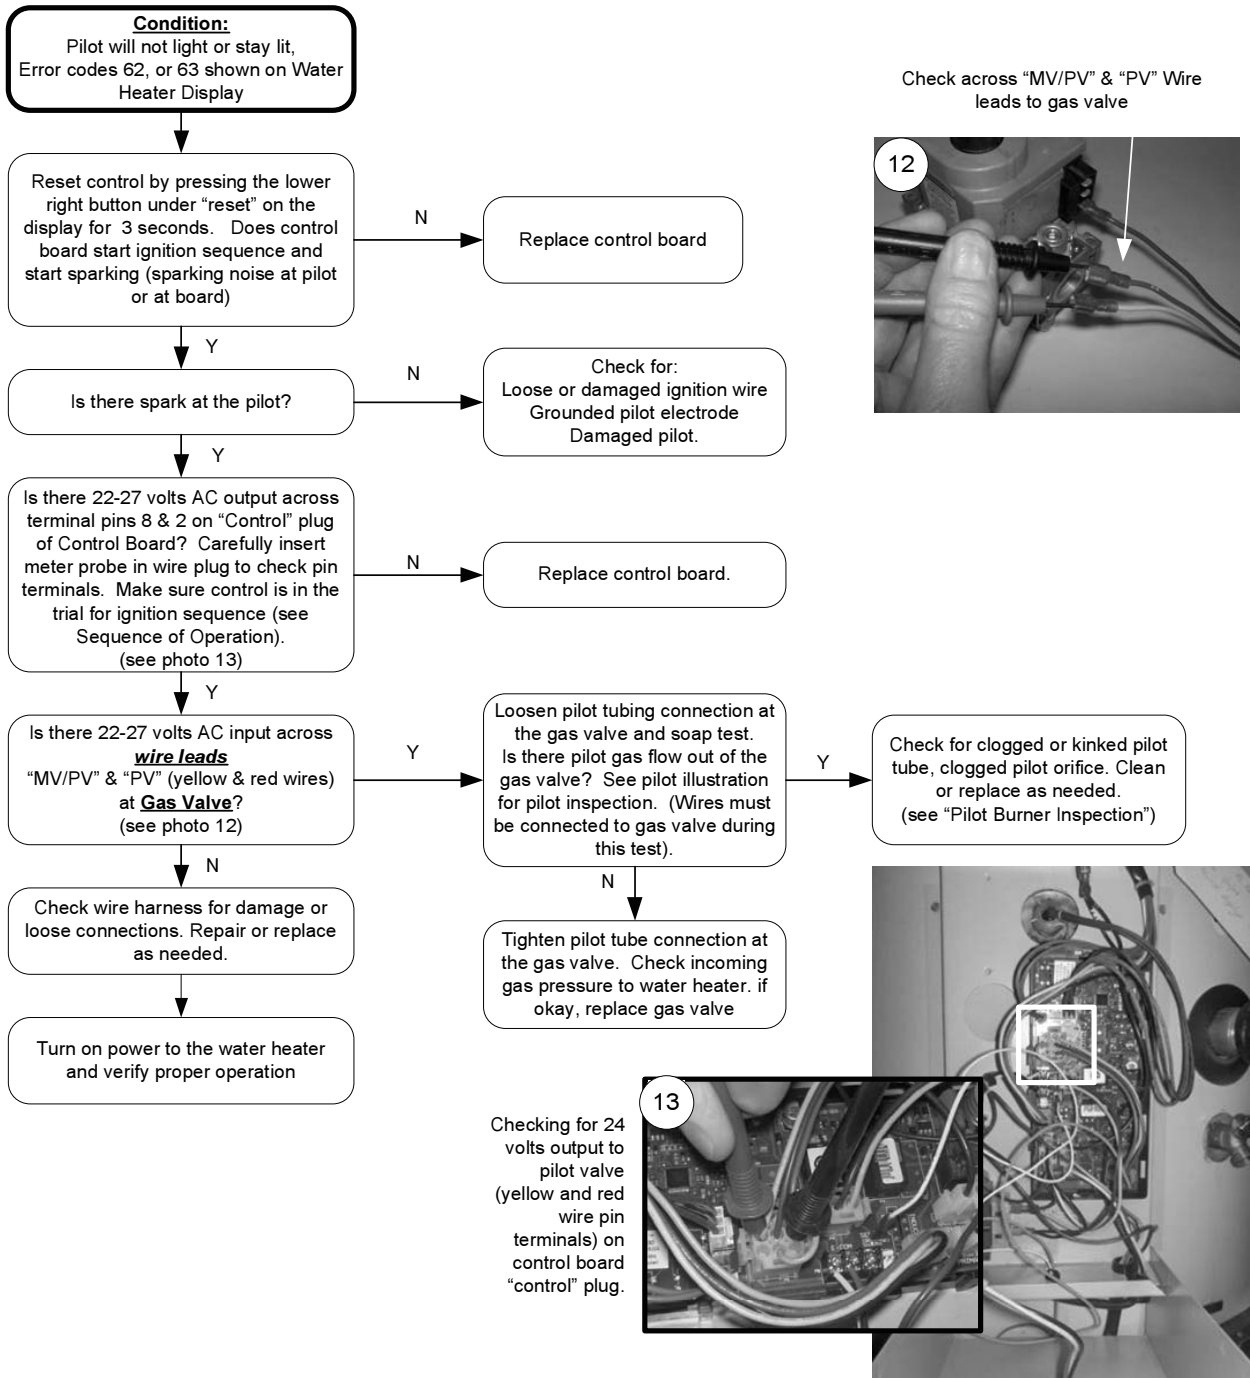 Condition:
Pilot will not light or stay lit,
Error codes 62, or 63 shown on Water
Heater Display
Reset control by pressing the lower
right button under “reset” on the
display for 3 seconds. Does control
board start ignition sequence and
start sparking (sparking noise at pilot
or at board)
N
Replace control board
Y
Is there spark at the pilot?
N
Check for:
Loose or damaged ignition wire
Grounded pilot electrode
Damaged pilot.
Y
Is there 22-27 volts AC output across
terminal pins 8 & 2 on “Control” plug
of Control Board? Carefully insert
meter probe in wire plug to check pin
terminals. Make sure control is in the
trial for ignition sequence (see
Sequence of Operation).
(see photo 13)
N
Replace control board.
Y
Is there 22-27 volts AC input across
wire leads
“MV/PV” & “PV” (yellow & red wires)
at Gas Valve?
(see photo 12)
Y
Loosen pilot tubing connection at
the gas valve and soap test.
Is there pilot gas flow out of the
gas valve? See pilot illustration
for pilot inspection. (Wires must
be connected to gas valve during
this test).
Y
Check for clogged or kinked pilot
tube, clogged pilot orifice. Clean
or replace as needed.
(see “Pilot Burner Inspection”)
N
Check wire harness for damage or
loose connections. Repair or replace
as needed.
N
Tighten pilot tube connection at
the gas valve. Check incoming
gas pressure to water heater. if
okay, replace gas valve
Turn on power to the water heater
and verify proper operation
Check across “MV/PV” & “PV” Wire
leads to gas valve
12
13
Checking for 24
volts output to
pilot valve
(yellow and red
wire pin
terminals) on
control board
“control” plug.